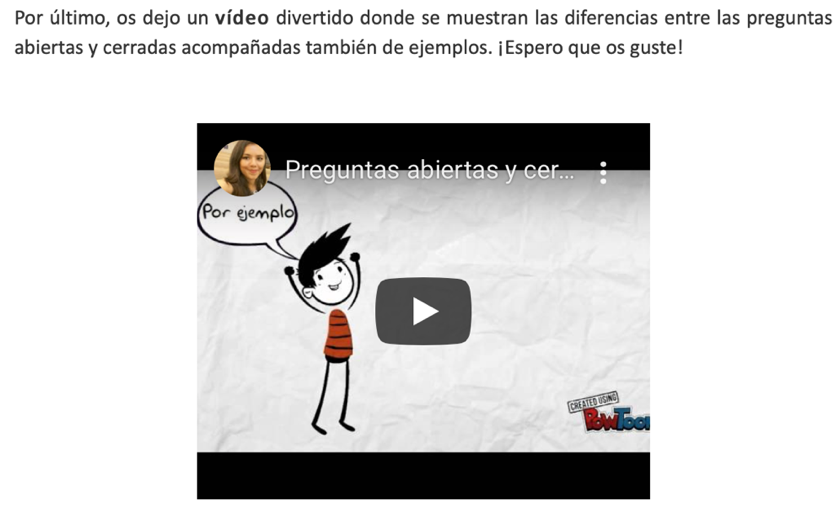 Por último, os dejo un vídeo divertido donde se muestran las diferencias entre las preguntas
abiertas y cerradas acompañadas también de ejemplos. ¡Espero que os guste!
Preguntas abiertas y cer...
Por ejemplo
CREATED USING
PowToon